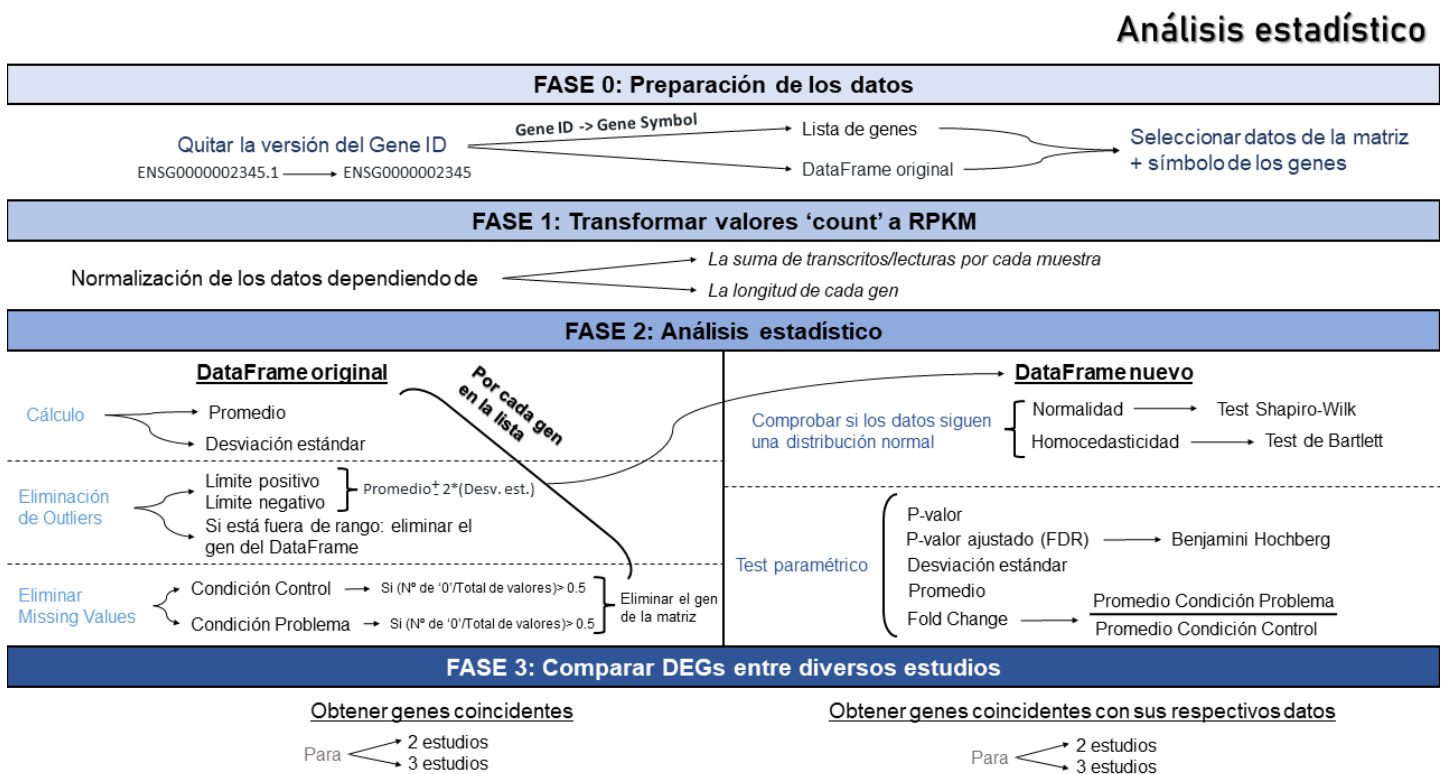 Análisis estadístico
FASE 0: Preparación de los datos
Quitar la versión del Gene ID
ENSG0000002345.1
ENSG0000002345
Gene ID -> Gene Symbol
Lista de genes
DataFrame original
Seleccionar datos de la matriz
+ símbolo de los genes
FASE 1: Transformar valores ‘count’ a RPKM
Normalización de los datos dependiendo de
La suma de transcritos/lecturas por cada muestra
La longitud de cada gen
FASE 2: Análisis estadístico
DataFrame original
Cálculo
Promedio
Desviación estándar
Por cada gen
en la lista
Eliminación
de Outliers
Límite positivo
Límite negativo
Promedio ± 2*(Desv. est.)
Si está fuera de rango: eliminar el
gen del DataFrame
Eliminar
Missing Values
Condición Control
Si (Nº de ‘0’/Total de valores)> 0.5
Condición Problema
Si (Nº de ‘0’/Total de valores)> 0.5
Eliminar el gen
de la matriz
DataFrame nuevo
Comprobar si los datos siguen
una distribución normal
Normalidad
Test Shapiro-Wilk
Homocedasticidad
Test de Bartlett
Test paramétrico
P-valor
P-valor ajustado (FDR)
Benjamini Hochberg
Desviación estándar
Promedio
Fold Change
Promedio Condición Problema
Promedio Condición Control
FASE 3: Comparar DEGs entre diversos estudios
Obtener genes coincidentes
Para
2 estudios
3 estudios
Obtener genes coincidentes con sus respectivos datos
Para
2 estudios
3 estudios